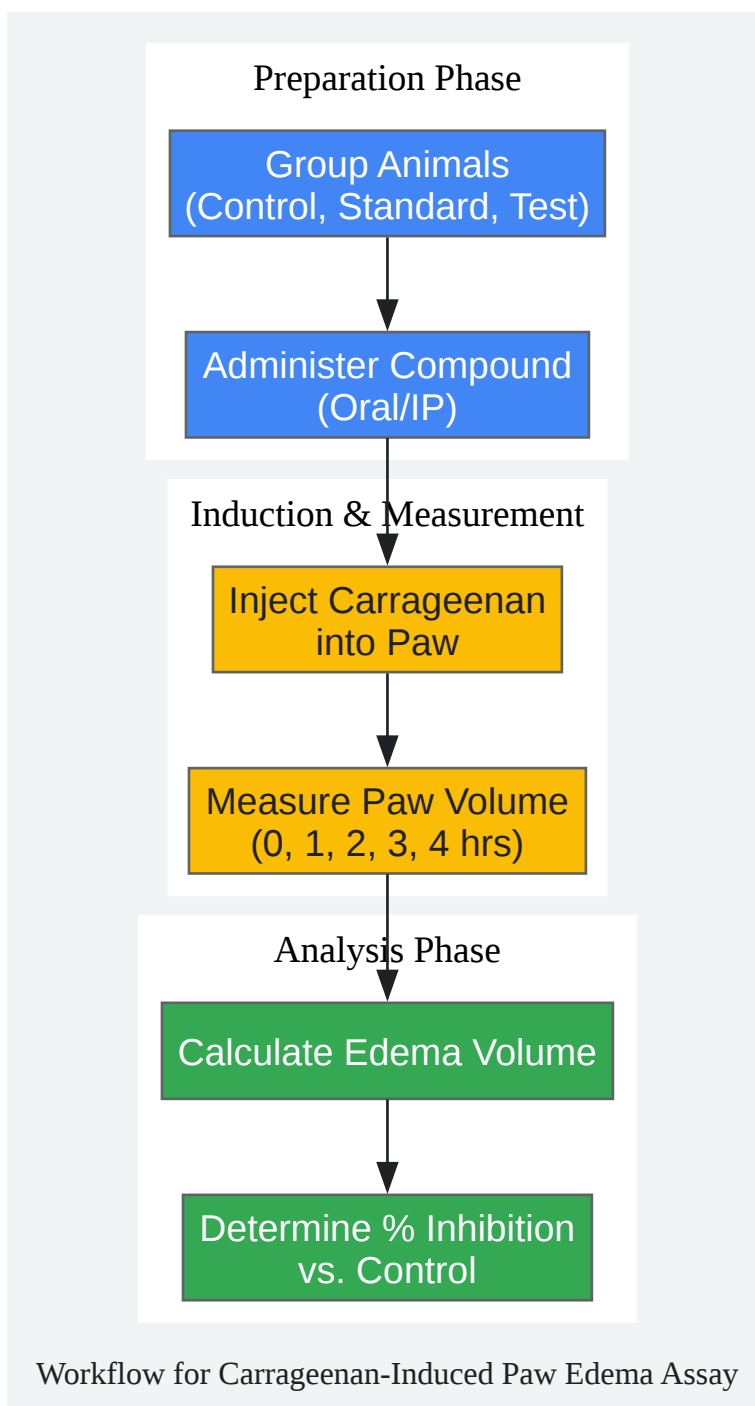 Preparation Phase
Group Animals
(Control, Standard, Test)
Administer Compound
(Oral/IP)
Induction & Measurement
Inject Carrageenan
into Paw
Measure Paw Volume
(0, 1, 2, 3, 4 hrs)
Analysis Phase
Calculate Edema Volume
Determine % Inhibition
vs. Control
Workflow for Carrageenan-Induced Paw Edema Assay